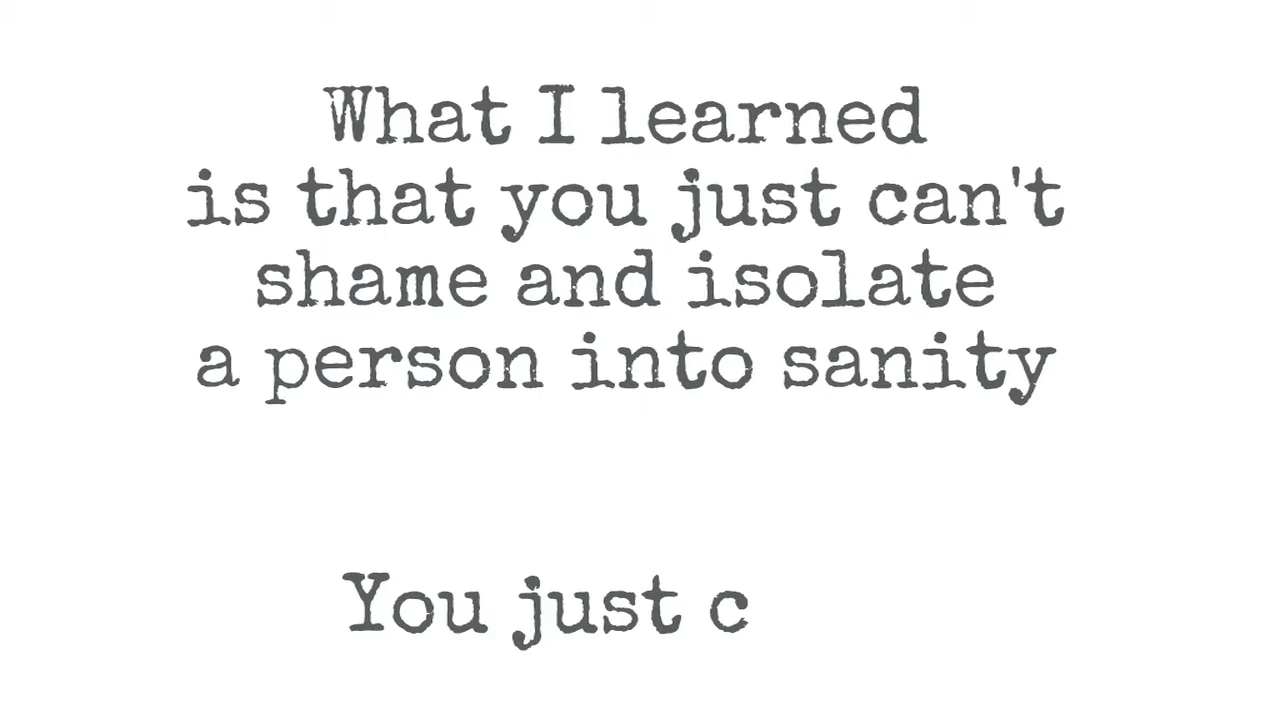 What I learned
is that you just can't
shame and isolate
a person into sanity
You just c